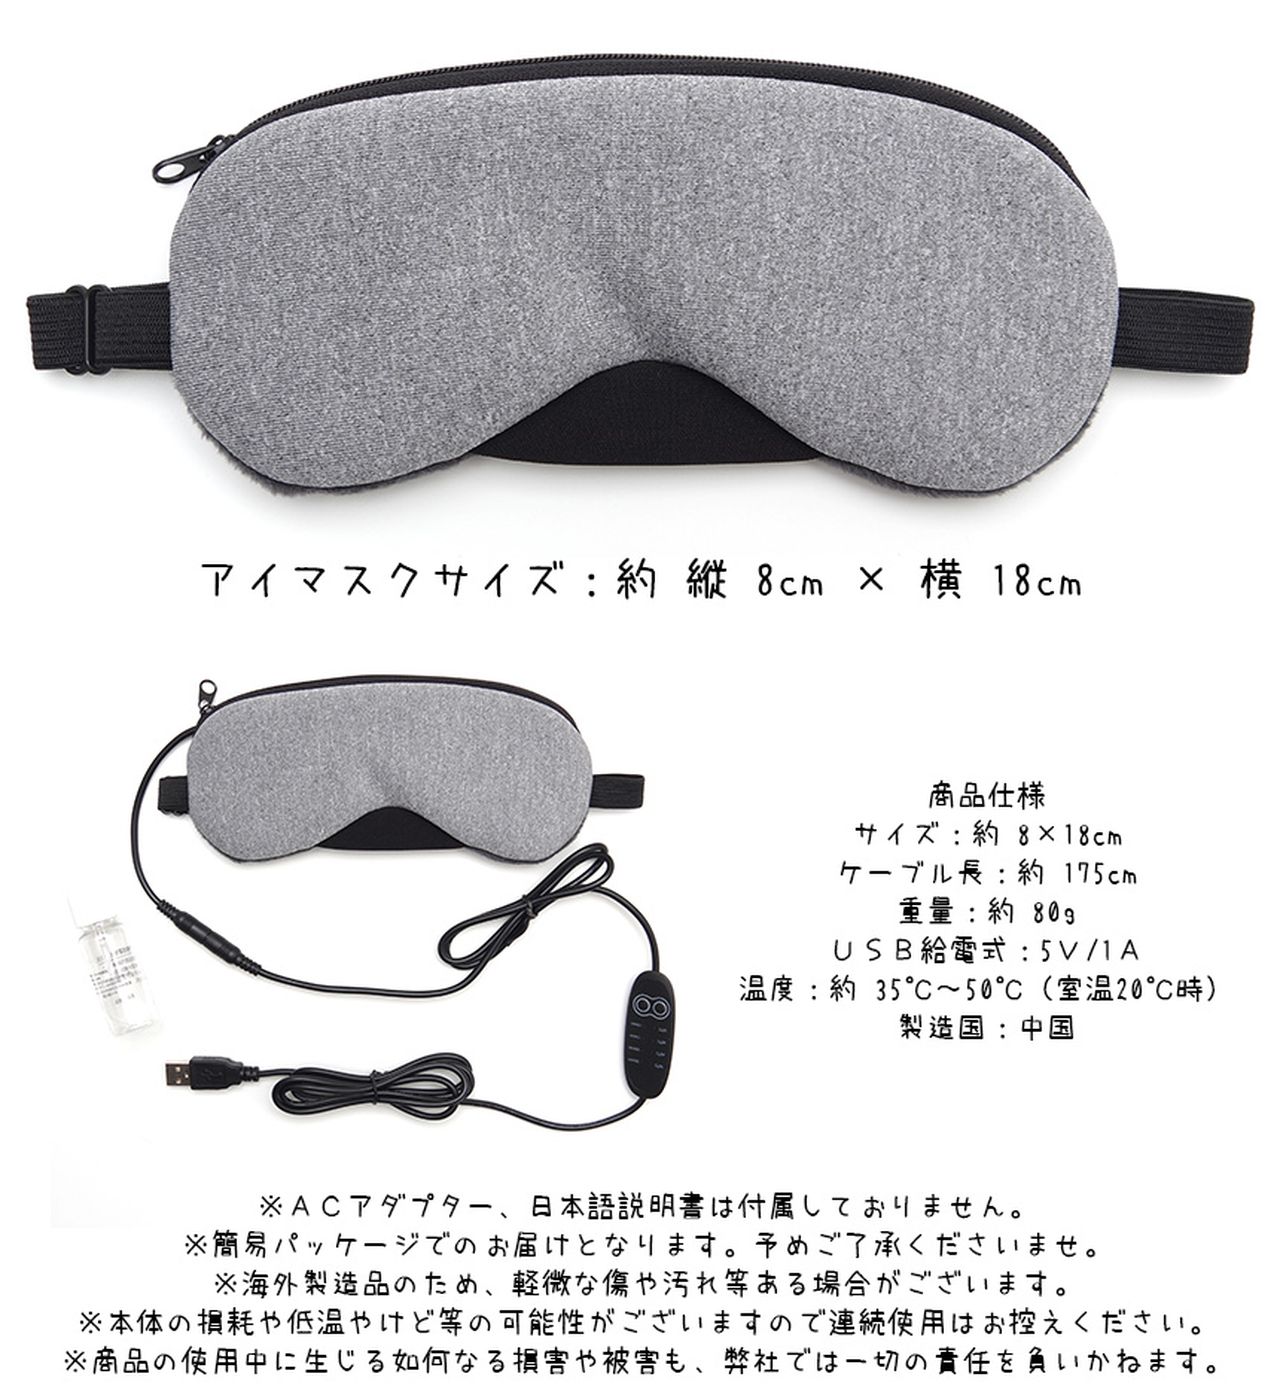 アイマスクサイズ：約 縦 8cm × 横 18cm
商品仕様
サイズ：約 8×18cm
ケーブル長：約 175cm
重量：約 80g
ＵＳＢ給電式：5Ｖ/1Ａ
温度：約 35℃～50℃（室温20℃時）
製造国：中国
※ＡＣアダプター、日本語説明書は付属しておりません。
※簡易パッケージでのお届けとなります。予めご了承くださいませ。
※海外製造品のため、軽微な傷や汚れ等ある場合がございます。
※本体の損耗や低温やけど等の可能性がございますので連続使用はお控えください。
※商品の使用中に生じる如何なる損害や被害も、弊社では一切の責任を負いかねます。